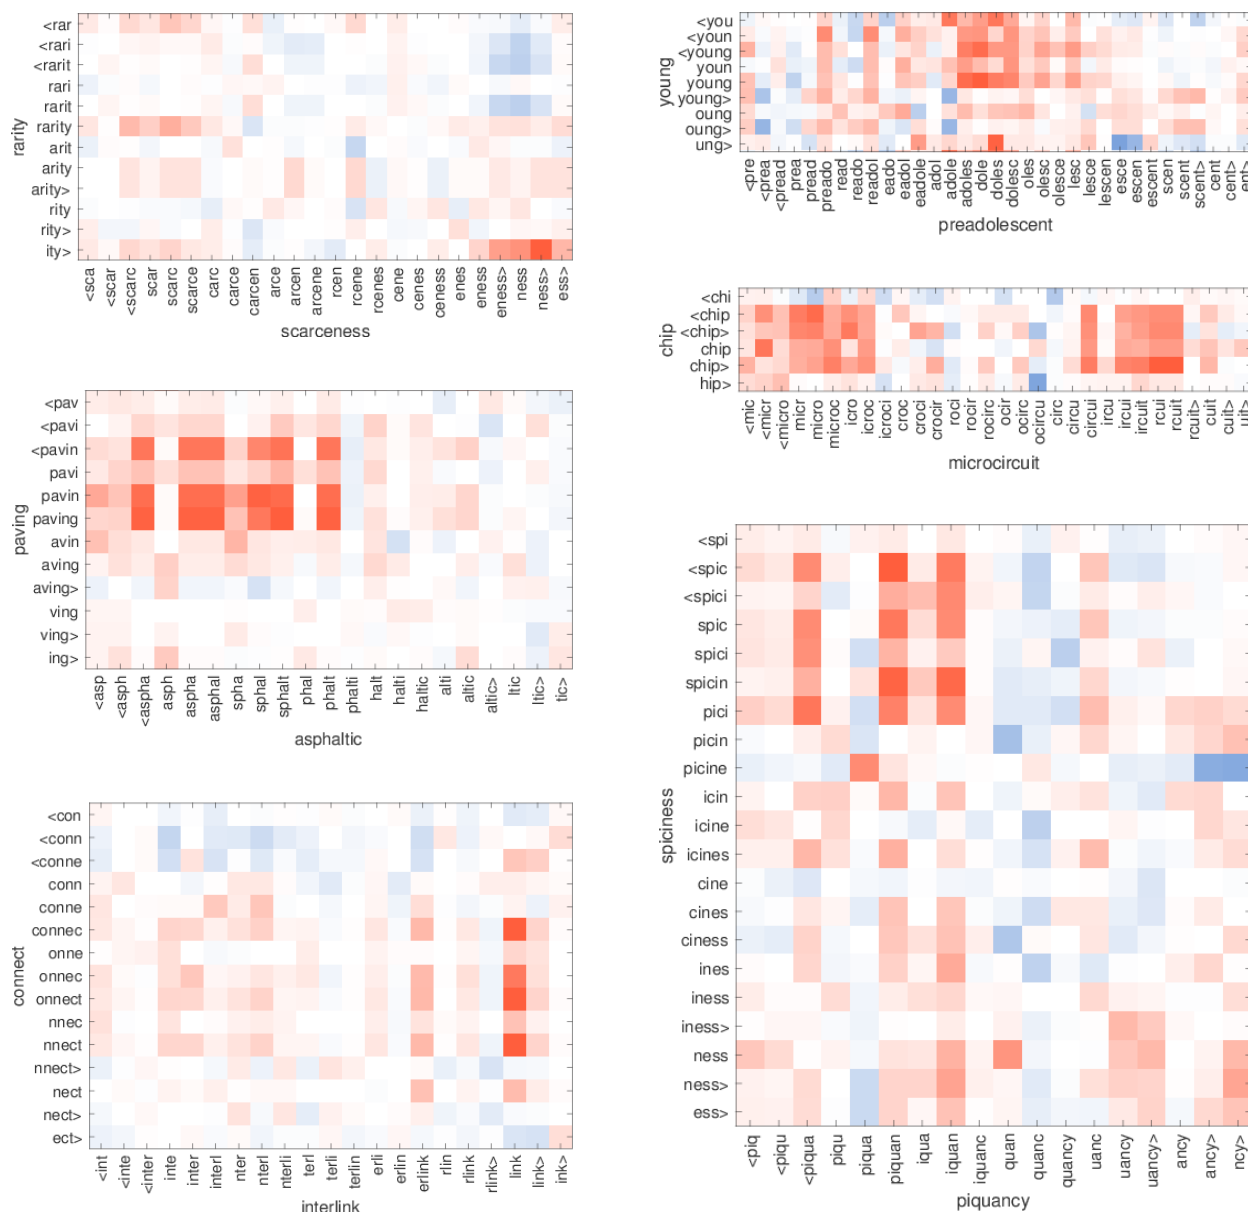 <rar
<rari
<rarit
rari
rarit
rarity
arit
arity
arity>
rity
rity>
ity>
rarity
<sca
<scar
<scarc
scar
scarc
scarce
carc
carce
carcen
arce
arcen
arcene
rcen
rcene
rcenes
cene
cenes
ceness
enes
eness
eness>
ness
ness>
ess>
scarceness
<you
<youn
<young
youn
young
young>
oung
oung>
ung>
young
<pre
<prea
<pread
prea
pread
preado
read
reado
readol
eado
eadol
eadole
adol
adole
adoles
dole
doles
dolesc
oles
olesc
olesce
lesc
lesce
lescen
esce
escen
escent
scen
scent
scent>
cent
cent>
ent>
preadolescent
<chi
<chip
<chip>
chip
chip>
hip>
chip
<mic
<micr
<micro
micr
micro
microc
icro
icroc
icroci
croc
croci
crocir
roci
rocir
rocirc
ocir
ocirc
ocircu
circ
circu
circui
ircu
ircui
ircuit
rcui
rcuit
rcuit>
cuit
cuit>
uit>
microcircuit
<pav
<pavi
<pavin
pavi
pavin
paving
avin
aving
aving>
ving
ving>
ing>
paving
<asp
<asph
<aspha
asph
aspha
asphal
spha
sphal
sphalt
phal
phalt
phalti
halt
halti
haltic
alti
altic
altic>
ltic
ltic>
tic>
asphaltic
<spi
<spic
<spici
spic
spici
spicin
pici
picin
picine
icin
icine
icines
cine
cines
ciness
ines
iness
iness>
ness
ness>
ess>
spiciness
<piq
<piqu
<piqua
piqu
piqua
piquan
iqua
iquan
iquanc
quan
quanc
quancy
uanc
uancy
uancy>
ancy
ancy>
ncy>
piquancy
<con
<conn
<conne
conn
conne
connec
onne
onnec
onnect
nnec
nnect
nnect>
nect
nect>
ect>
connect
<int
<inte
<inter
inte
inter
interl
nter
nterl
nterli
terl
terli
terlin
erli
erlin
erlink
rlin
rlink
rlink>
link
link>
ink>
interlink